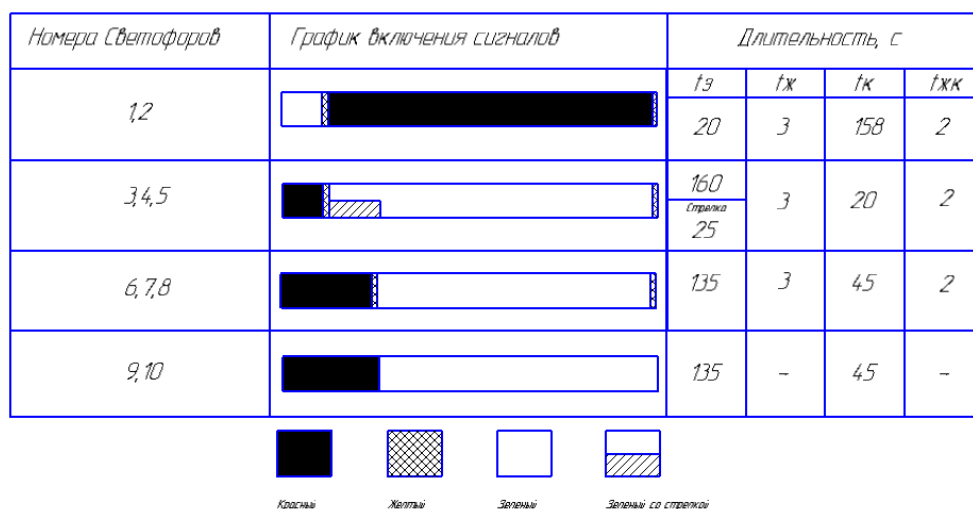 Номера Светофоров График включения сигналов Длительность, с
tз tж tк tжк
1,2 20 3 158 2
3,4,5 160 3 20 2
Стрелка
25
6,7,8 135 3 45 2
9,10 135 - 45 -
Красный Желтый Зеленый Зеленый со стрелкой